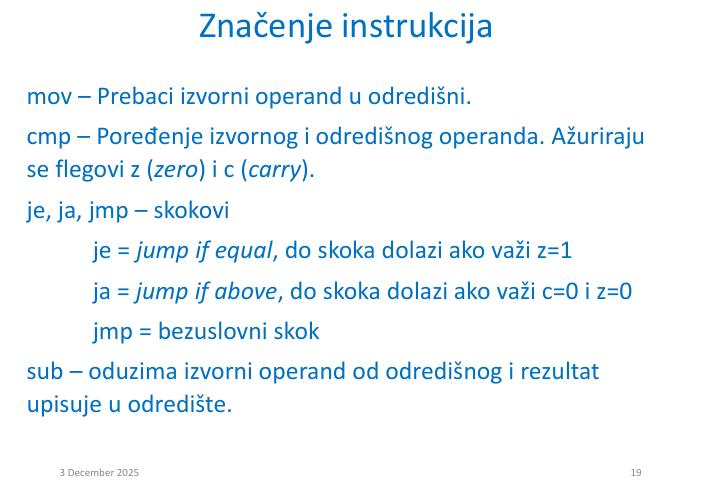 Značenje instrukcija
mov – Prebaci izvorni operand u odredišni.
cmp – Poređenje izvornog i odredišnog operanda. Ažuriraju
se flegovi z (zero) i c (carry).
je, ja, jmp – skokovi
je = jump if equal, do skoka dolazi ako važi z=1
ja = jump if above, do skoka dolazi ako važi c=0 i z=0
jmp = bezuslovni skok
sub – oduzima izvorni operand od odredišnog i rezultat
upisuje u odredište.
3 December 2025
19